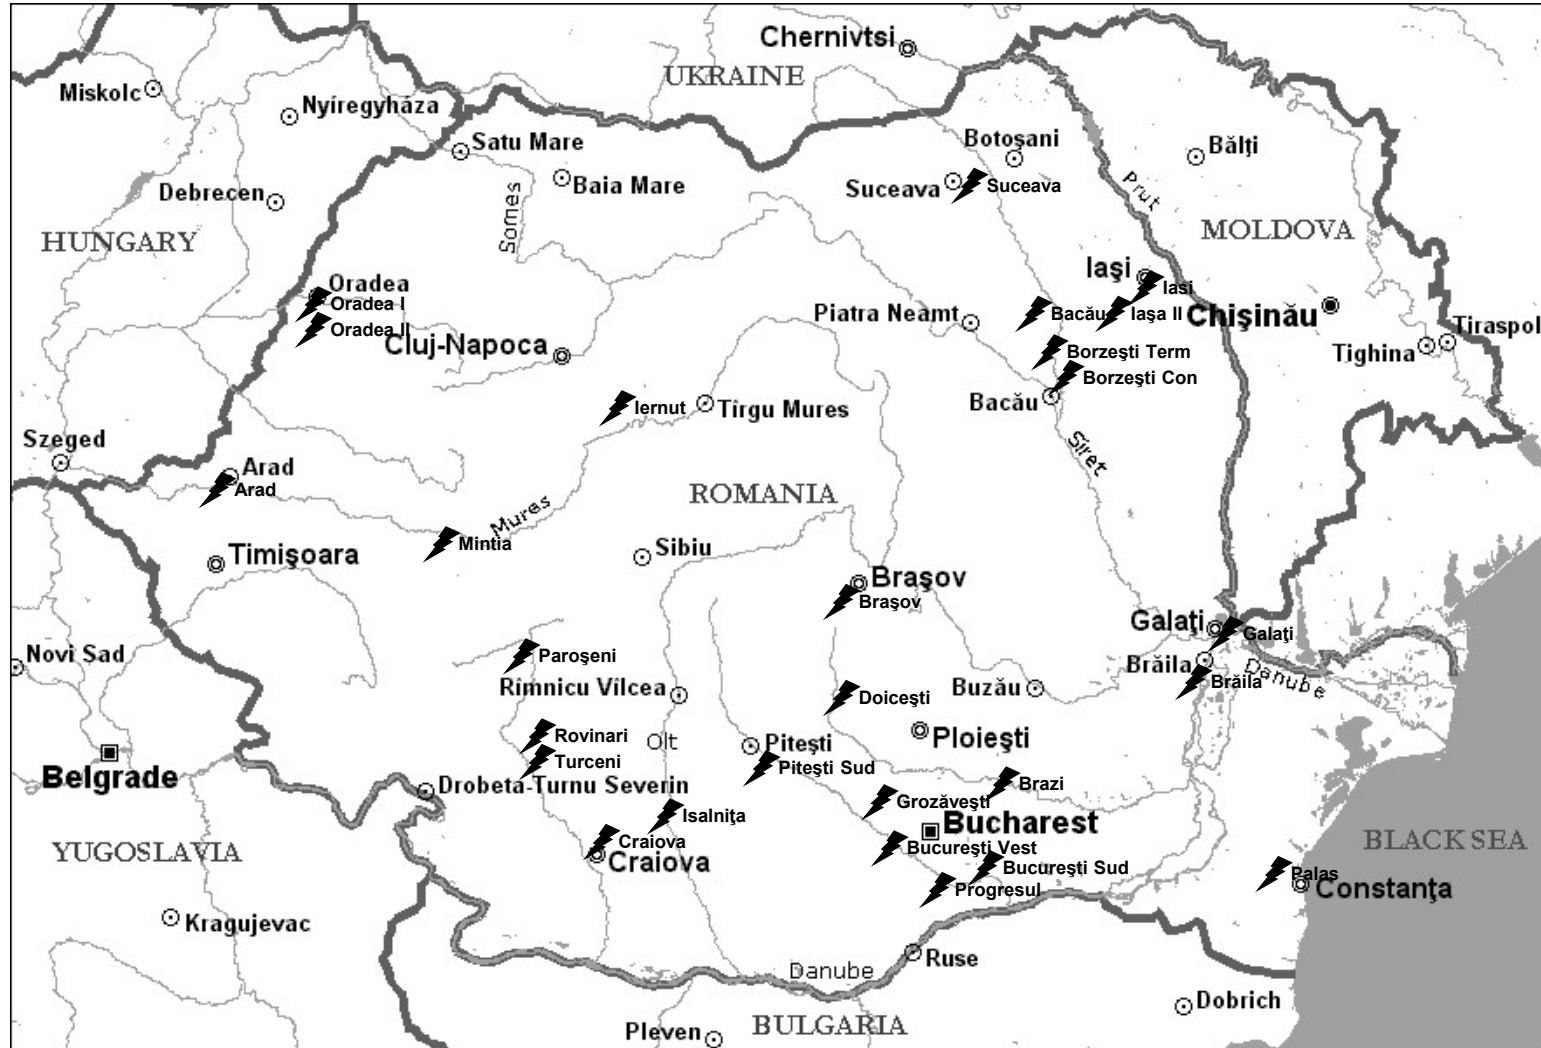 Chernivtsi
UKRAINE
Miskolc
Nyíregyháza
Satu Mare
Botoşani
Bălţi
Debrecen
Baia Mare
Suceava
Suceava
Prut
Someş
HUNGARY
MOLDOVA
Iaşi
Iasi
Oradea
Oradea I
Oradea II
Cluj-Napoca
Piatra Neamt
Bacău
Iaşa II
Chişinău
Tiraspol
Tighina
Borzeşti Term
Borzeşti Con
Bacău
Iernut
Tîrgu Mures
Szeged
Arad
Arad
Siret
ROMANIA
Mures
Mintia
Timişoara
Sibiu
Braşov
Braşov
Galaţi
Galaţi
Novi Sad
Paroşeni
Brăila
Brăila
Danube
Rîmnicu Vîlcea
Doiceşti
Buzău
Rovinari
Olt
Piteşti
Ploieşti
Turceni
Piteşti Sud
Belgrade
Drobeta-Turnu Severin
Brazi
Grozăveşti
Isalniţa
Bucharest
YUGOSLAVIA
Craiova
Craiova
Bucureşti Vest
Bucureşti Sud
BLACK SEA
Progresul
Palas
Constanţa
Kragujevac
Ruse
Danube
Dobrich
Pleven
BULGARIA